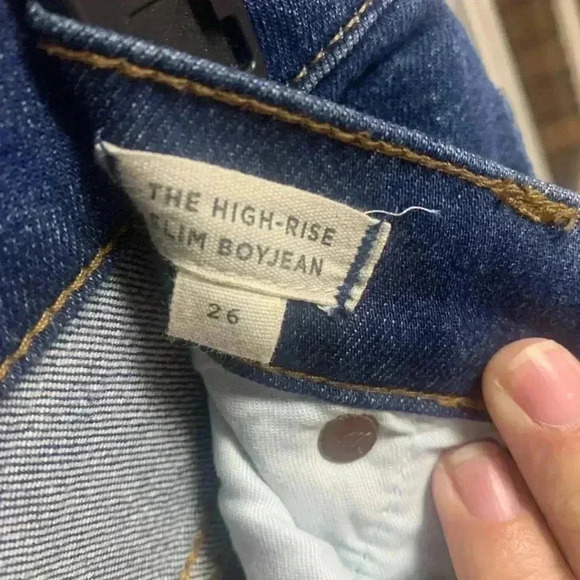 THE HIGH-RISE
SLIM BOYJEAN
26